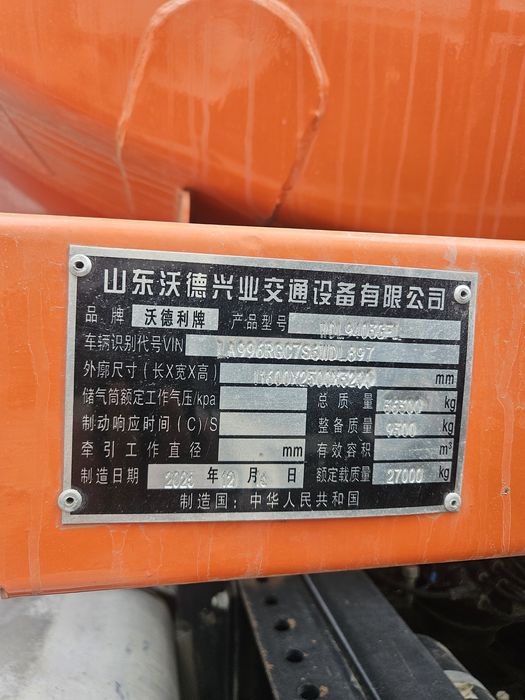 山东沃德兴业交通设备有限公司
品牌 沃德利牌 产品型号
车辆识别代号VIN LA996RGC7S0WDL897
外廓尺寸（长X宽X高） 11600X2500X3200 mm
储气筒额定工作气压/kpa 总质量 36500 kg
制动响应时间(C)/S 整备质量 9500 kg
牵引工作直径 mm 有效容积 m³
制造日期 2025 年 月 日 额定载质量 27000 kg
制造国：中华人民共和国